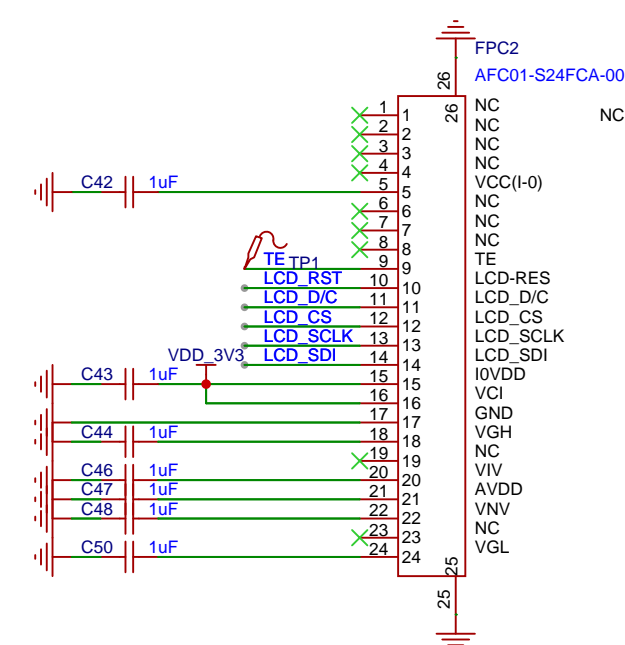 FPC2
26
AFC01-S24FCA-00
26
1 1 NC
NC
2 2 NC
3 3 NC
4 4 NC
C42 1uF 5 5 VCC(I-0)
6 6 NC
7 7 NC
8 8 NC
TE TP1 9 9 TE
LCD_RST 10 10 LCD-RES
LCD_D/C 11 11 LCD_D/C
LCD_CS 12 12 LCD_CS
LCD_SCLK 13 13 LCD_SCLK
VDD_3V3 LCD_SDI 14 14 LCD_SDI
C43 1uF 15 15 I0VDD
16 16 VCI
17 17 GND
C44 1uF 18 18 VGH
19 19 NC
C46 1uF 20 20 VIV
C47 1uF 21 21 AVDD
C48 1uF 22 22 VNV
23 23 NC
C50 1uF 24 24 VGL
25
25